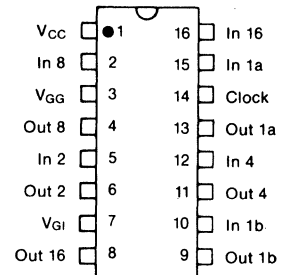 VCC 1 16 In 16
In 8 2 15 In 1a
VGG 3 14 Clock
Out 8 4 13 Out 1a
In 2 5 12 In 4
Out 2 6 11 Out 4
VGI 7 10 In 1b
Out 16 8 9 Out 1b